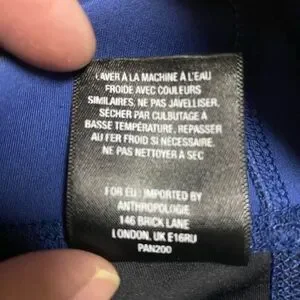 LAVER À LA MACHINE À L'EAU
FROIDE AVEC COULEURS
SIMILAIRES, NE PAS JAVELLISER,
SÉCHER PAR CULBUTAGE À
BASSE TEMPÉRATURE, REPASSER
AU FER FROID SI NÉCESSAIRE.
NE PAS NETTOYER À SEC
FOR EU: IMPORTED BY
ANTHROPOLOGIE
146 BRICK LANE
LONDON, UK E16RU
PAN200